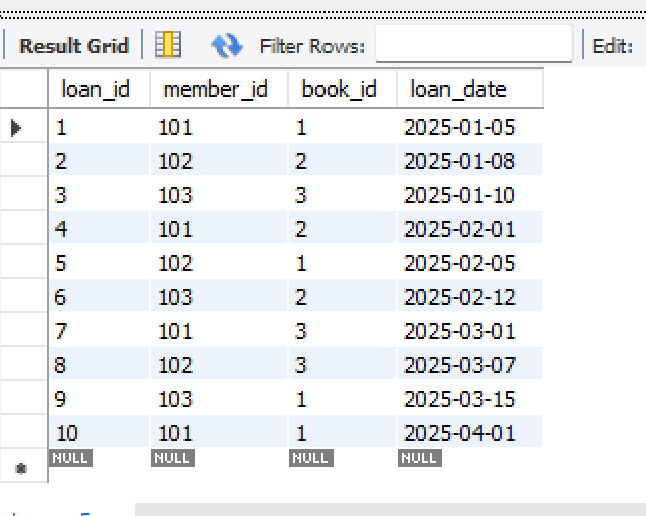 Result Grid Filter Rows: Edit:
loan_id member_id book_id loan_date
1 101 1 2025-01-05
2 102 2 2025-01-08
3 103 3 2025-01-10
4 101 2 2025-02-01
5 102 1 2025-02-05
6 103 2 2025-02-12
7 101 3 2025-03-01
8 102 3 2025-03-07
9 103 1 2025-03-15
10 101 1 2025-04-01
NULL NULL NULL NULL